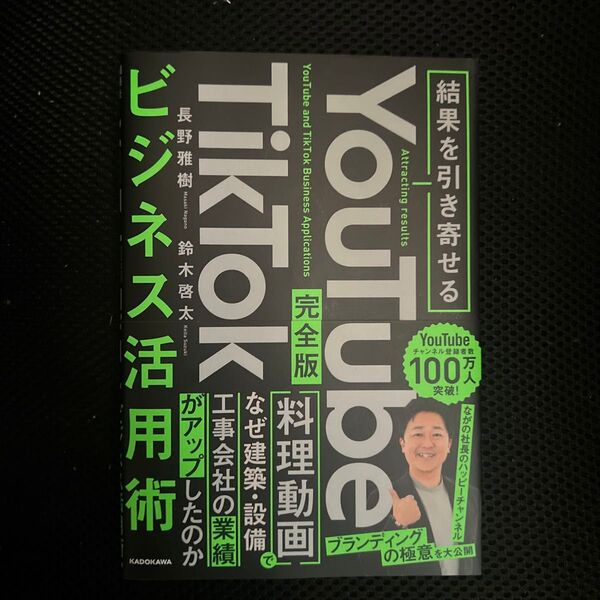 結果を引き寄せる
Attracting results
YouTube
YouTube and TikTok Business Applications
TikTok
完全版
ビジネス活用術
長野雅樹
Masaki Nagano
鈴木啓太
Keita Suzuki
YouTube
チャンネル登録者数
100万人
突破!
ながの社長のハッピーチャンネル
ブランディング
の極意を大公開
[料理動画]で
なぜ建築・設備
工事会社の業績
がアップしたのか
KADOKAWA